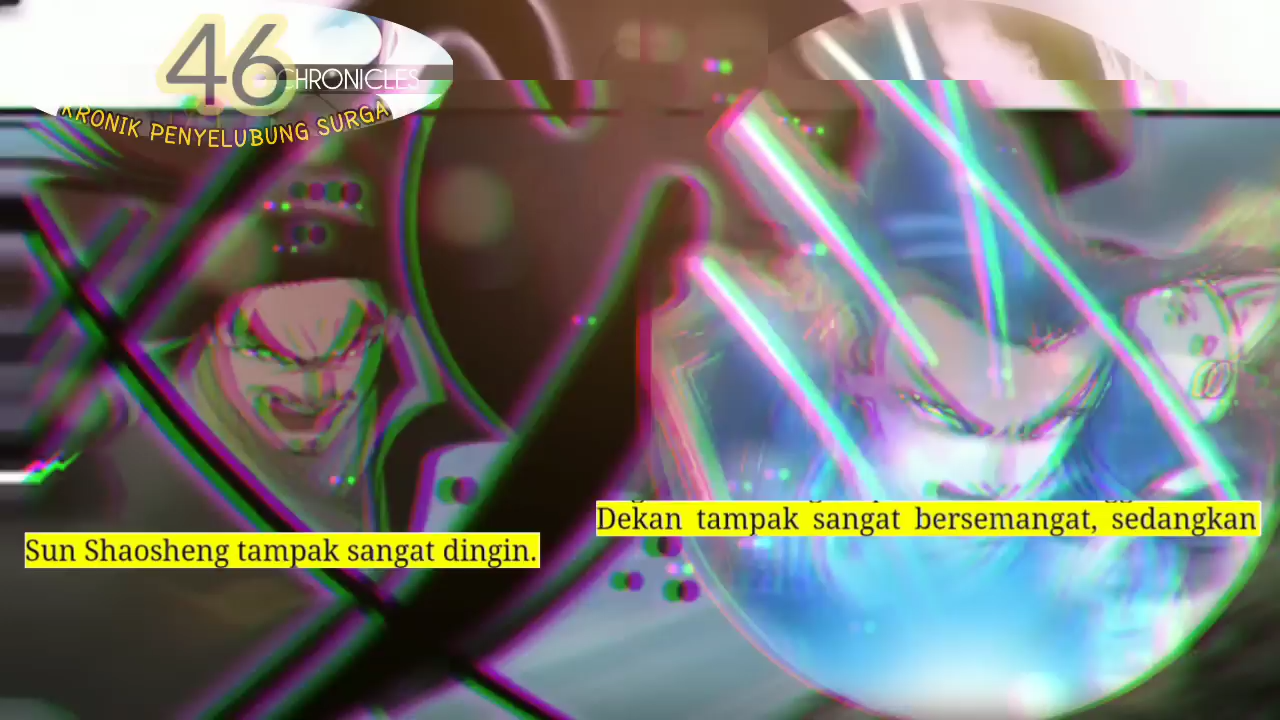 46
CHRONICLES
KRONIK PENYELUBUNG SURGA
Dekan tampak sangat bersemangat, sedangkan
Sun Shaosheng tampak sangat dingin.